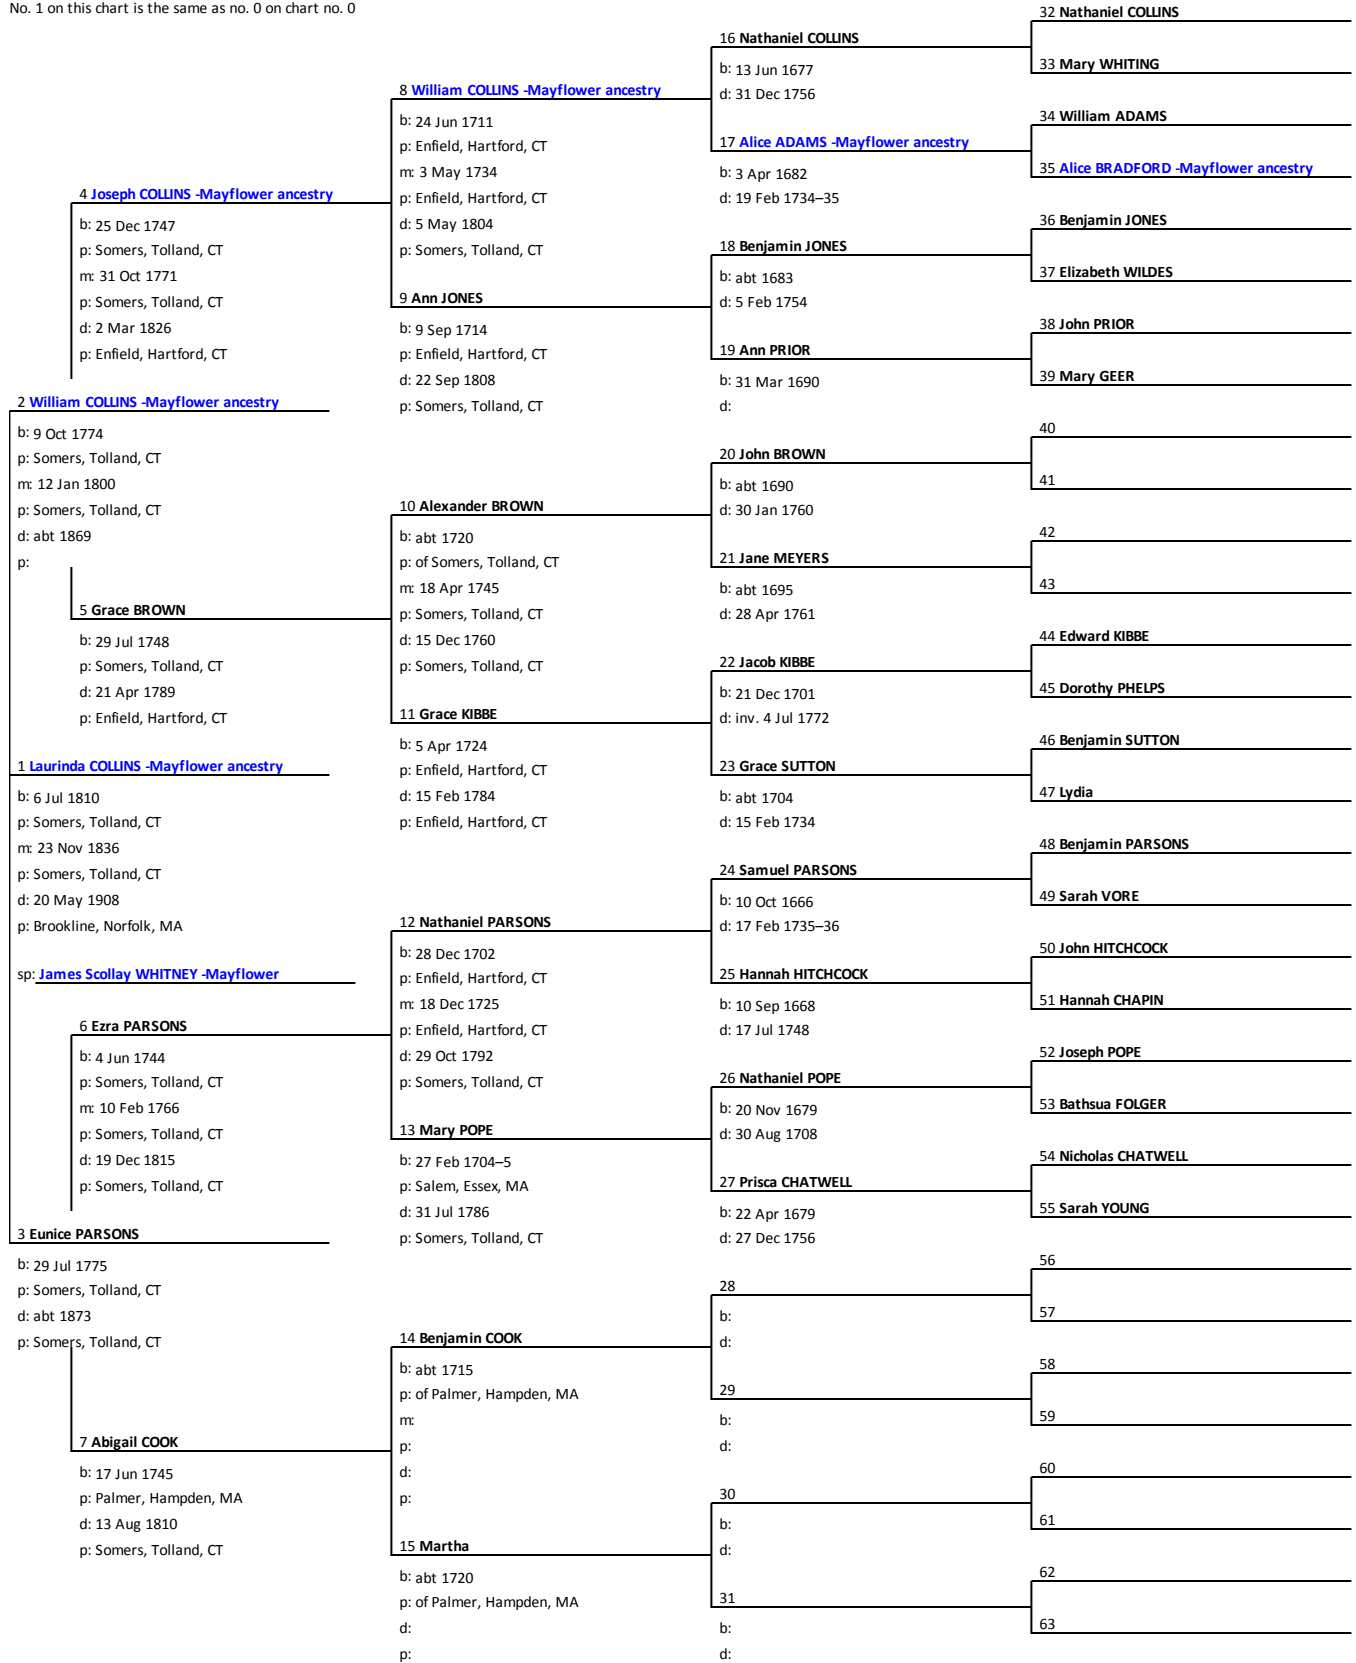 No. 1 on this chart is the same as no. 0 on chart no. 0
4 Joseph COLLINS -Mayflower ancestry
b: 25 Dec 1747
p: Somers, Tolland, CT
m: 31 Oct 1771
p: Somers, Tolland, CT
d: 2 Mar 1826
p: Enfield, Hartford, CT
2 William COLLINS -Mayflower ancestry
b: 9 Oct 1774
p: Somers, Tolland, CT
m: 12 Jan 1800
p: Somers, Tolland, CT
d: abt 1869
p:
5 Grace BROWN
b: 29 Jul 1748
p: Somers, Tolland, CT
d: 21 Apr 1789
p: Enfield, Hartford, CT
1 Laurinda COLLINS -Mayflower ancestry
b: 6 Jul 1810
p: Somers, Tolland, CT
m: 23 Nov 1836
p: Somers, Tolland, CT
d: 20 May 1908
p: Brookline, Norfolk, MA
sp: James Scollay WHITNEY -Mayflower
6 Ezra PARSONS
b: 4 Jun 1744
p: Somers, Tolland, CT
m: 10 Feb 1766
p: Somers, Tolland, CT
d: 19 Dec 1815
p: Somers, Tolland, CT
3 Eunice PARSONS
b: 29 Jul 1775
p: Somers, Tolland, CT
d: abt 1873
p: Somers, Tolland, CT
7 Abigail COOK
b: 17 Jun 1745
p: Palmer, Hampden, MA
d: 13 Aug 1810
p: Somers, Tolland, CT
8 William COLLINS -Mayflower ancestry
b: 24 Jun 1711
p: Enfield, Hartford, CT
m: 3 May 1734
p: Enfield, Hartford, CT
d: 5 May 1804
p: Somers, Tolland, CT
9 Ann JONES
b: 9 Sep 1714
p: Enfield, Hartford, CT
d: 22 Sep 1808
p: Somers, Tolland, CT
10 Alexander BROWN
b: abt 1720
p: of Somers, Tolland, CT
m: 18 Apr 1745
p: Somers, Tolland, CT
d: 15 Dec 1760
p: Somers, Tolland, CT
11 Grace KIBBE
b: 5 Apr 1724
p: Enfield, Hartford, CT
d: 15 Feb 1784
p: Enfield, Hartford, CT
12 Nathaniel PARSONS
b: 28 Dec 1702
p: Enfield, Hartford, CT
m: 18 Dec 1725
p: Enfield, Hartford, CT
d: 29 Oct 1792
p: Somers, Tolland, CT
13 Mary POPE
b: 27 Feb 1704–5
p: Salem, Essex, MA
d: 31 Jul 1786
p: Somers, Tolland, CT
14 Benjamin COOK
b: abt 1715
p: of Palmer, Hampden, MA
m:
p:
d:
p:
15 Martha
b: abt 1720
p: of Palmer, Hampden, MA
d:
p:
16 Nathaniel COLLINS
b: 13 Jun 1677
d: 31 Dec 1756
17 Alice ADAMS -Mayflower ancestry
b: 3 Apr 1682
d: 19 Feb 1734–35
18 Benjamin JONES
b: abt 1683
d: 5 Feb 1754
19 Ann PRIOR
b: 31 Mar 1690
d:
20 John BROWN
b: abt 1690
d: 30 Jan 1760
21 Jane MEYERS
b: abt 1695
d: 28 Apr 1761
22 Jacob KIBBE
b: 21 Dec 1701
d: inv. 4 Jul 1772
23 Grace SUTTON
b: abt 1704
d: 15 Feb 1734
24 Samuel PARSONS
b: 10 Oct 1666
d: 17 Feb 1735–36
25 Hannah HITCHCOCK
b: 10 Sep 1668
d: 17 Jul 1748
26 Nathaniel POPE
b: 20 Nov 1679
d: 30 Aug 1708
27 Prisca CHATWELL
b: 22 Apr 1679
d: 27 Dec 1756
28
b:
d:
29
b:
d:
30
b:
d:
31
b:
d:
32 Nathaniel COLLINS
33 Mary WHITING
34 William ADAMS
35 Alice BRADFORD -Mayflower ancestry
36 Benjamin JONES
37 Elizabeth WILDES
38 John PRIOR
39 Mary GEER
40
41
42
43
44 Edward KIBBE
45 Dorothy PHELPS
46 Benjamin SUTTON
47 Lydia
48 Benjamin PARSONS
49 Sarah VORE
50 John HITCHCOCK
51 Hannah CHAPIN
52 Joseph POPE
53 Bathsua FOLGER
54 Nicholas CHATWELL
55 Sarah YOUNG
56
57
58
59
60
61
62
63